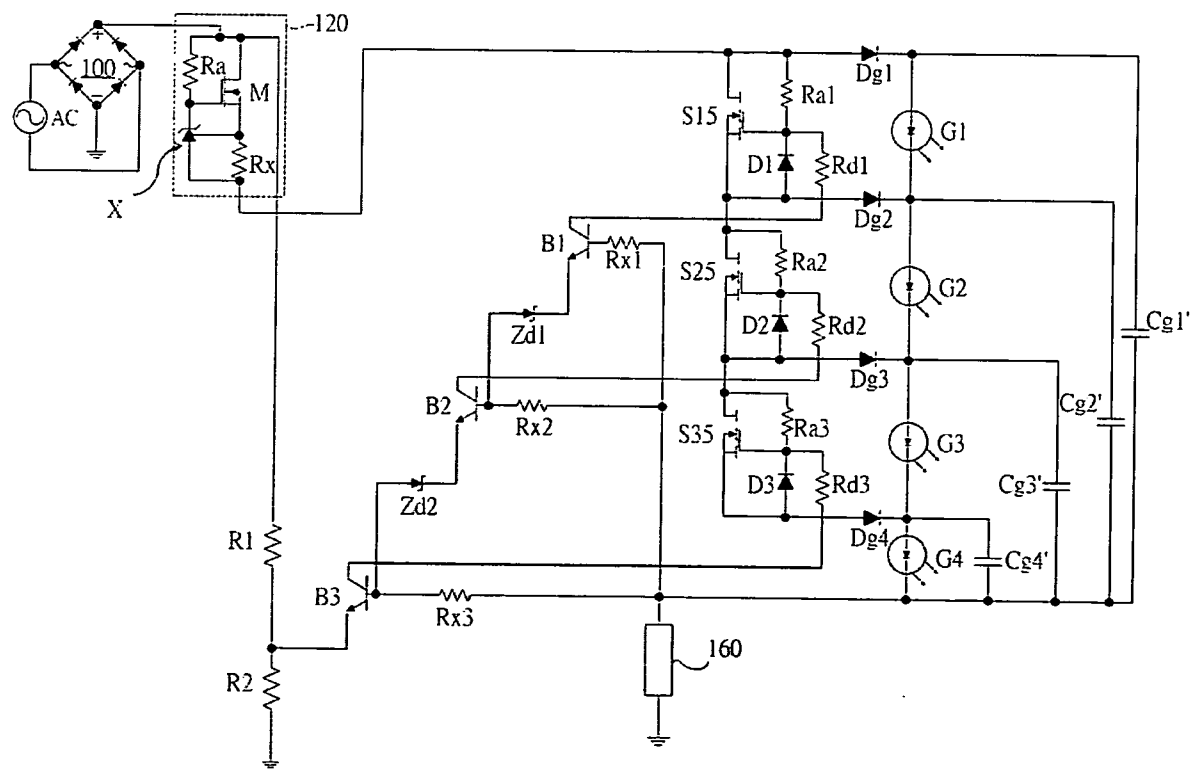 120
+
~ 100 ~
−
AC
Ra
M
Rx
X
Dg1
Ra1
S15
G1
D1
Rd1
Dg2
B1
Rx1
Ra2
S25
G2
Zd1
D2
Rd2
Cg1'
Dg3
B2
Rx2
Cg2'
S35
Ra3
G3
Zd2
D3
Rd3
Cg3'
Dg4
R1
G4
Cg4'
B3
Rx3
160
R2